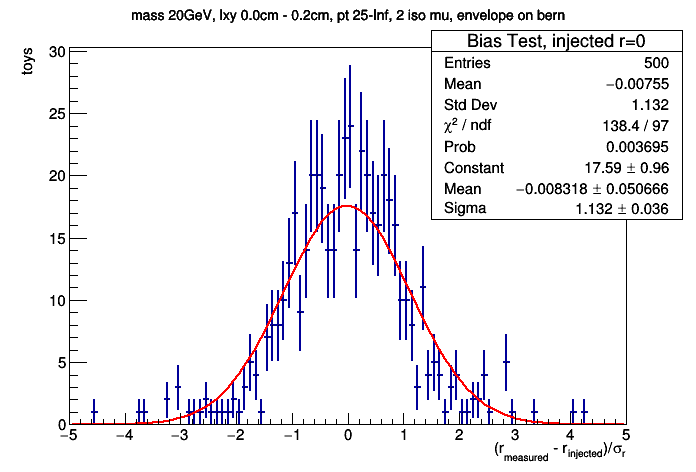 mass 20GeV, lxy 0.0cm - 0.2cm, pt 25-Inf, 2 iso mu, envelope on bern
toys
Bias Test, injected r=0
Entries 500
Mean −0.00755
Std Dev 1.132
χ² / ndf 138.4 / 97
Prob 0.003695
Constant 17.59 ± 0.96
Mean −0.008318 ± 0.050666
Sigma 1.132 ± 0.036
30
25
20
15
10
5
0
−5 −4 −3 −2 −1 0 1 2 3 4 5
(r_measured - r_injected)/σ_r